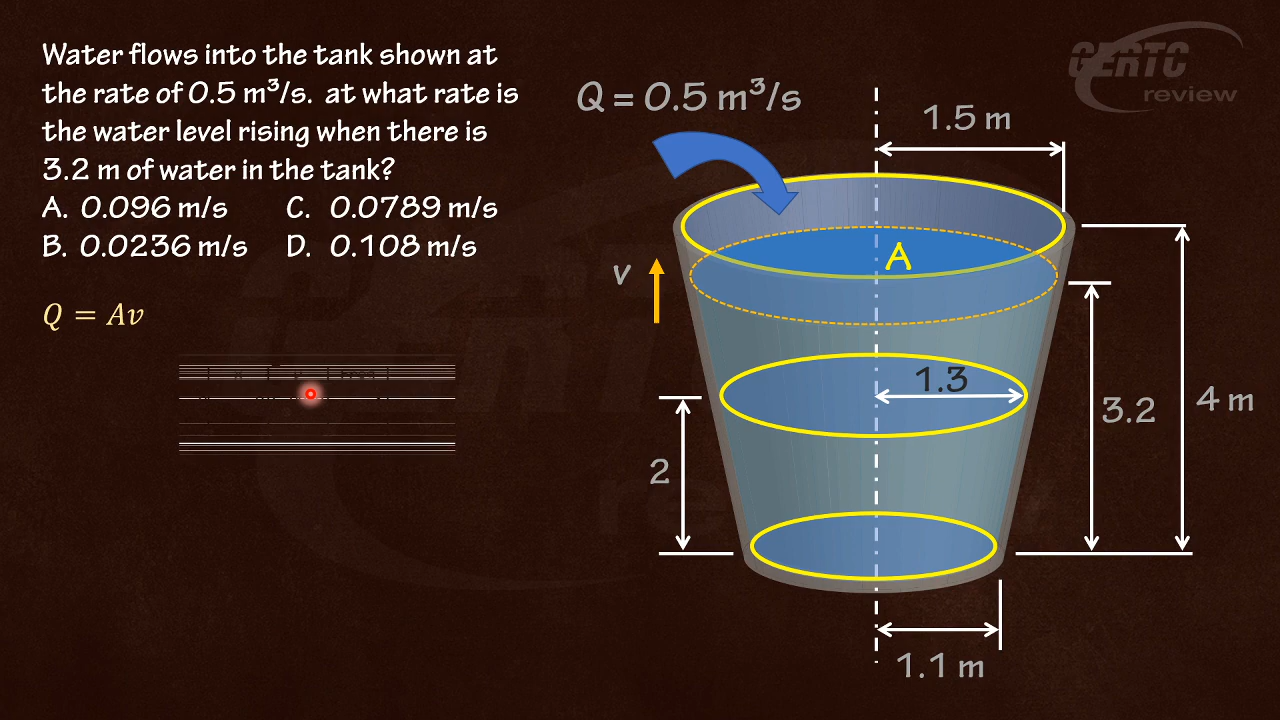 Water flows into the tank shown at
the rate of 0.5 m³/s. at what rate is
the water level rising when there is
3.2 m of water in the tank?
A. 0.096 m/s C. 0.0789 m/s
B. 0.0236 m/s D. 0.108 m/s
Q = Av
GERTC
review
Q = 0.5 m³/s
1.5 m
v
A
1.3
2
3.2
4 m
1.1 m